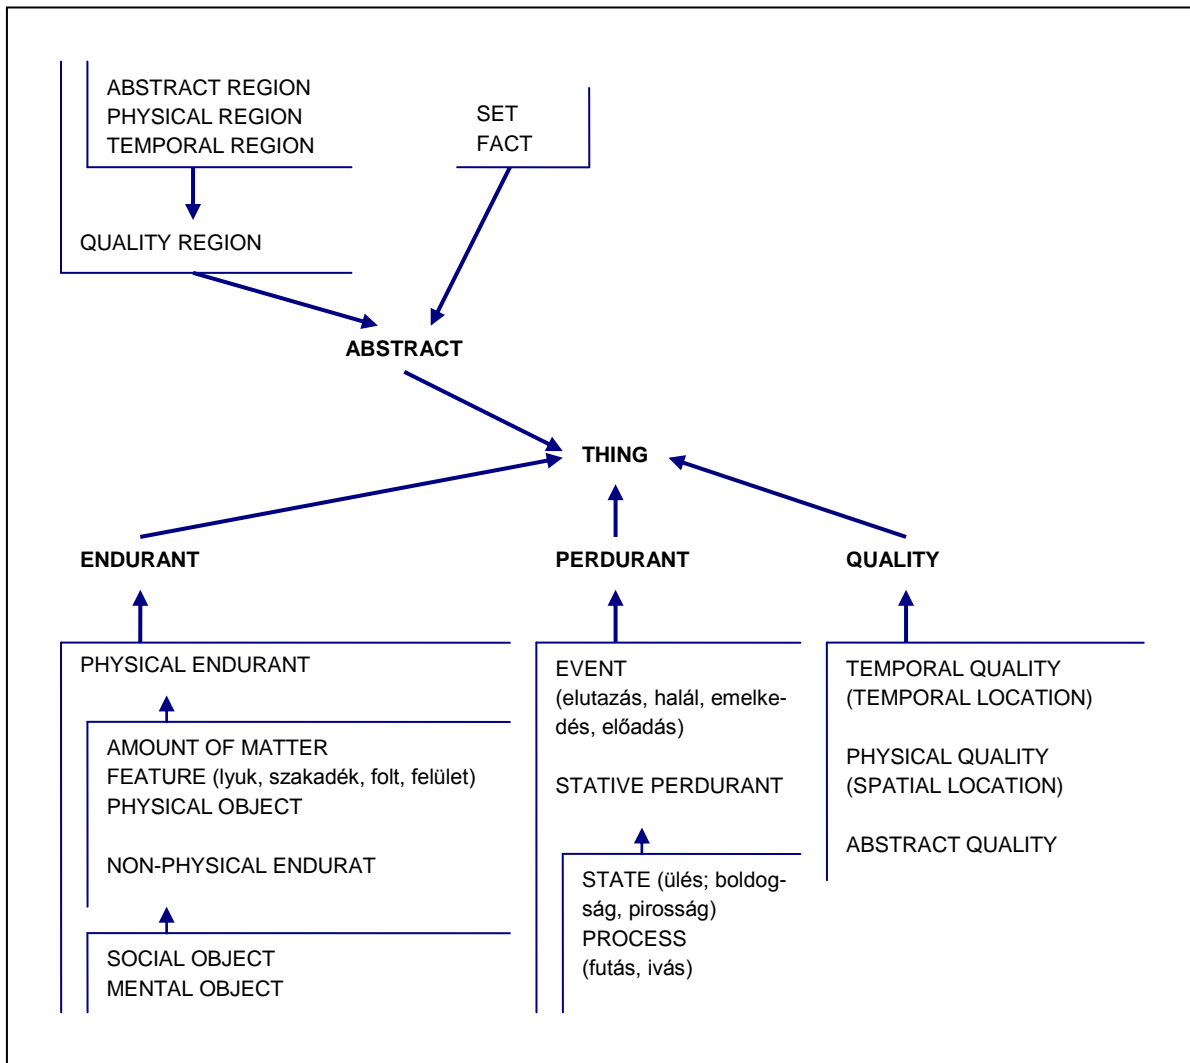 ABSTRACT REGION
PHYSICAL REGION
TEMPORAL REGION
SET
FACT
QUALITY REGION
ABSTRACT
THING
ENDURANT
PERDURANT
QUALITY
PHYSICAL ENDURANT
AMOUNT OF MATTER
FEATURE (lyuk, szakadék, folt, felület)
PHYSICAL OBJECT
NON-PHYSICAL ENDURAT
SOCIAL OBJECT
MENTAL OBJECT
EVENT
(elutazás, halál, emelke-
dés, előadás)
STATIVE PERDURANT
STATE (ülés; boldog-
ság, pirosság)
PROCESS
(futás, ivás)
TEMPORAL QUALITY
(TEMPORAL LOCATION)
PHYSICAL QUALITY
(SPATIAL LOCATION)
ABSTRACT QUALITY